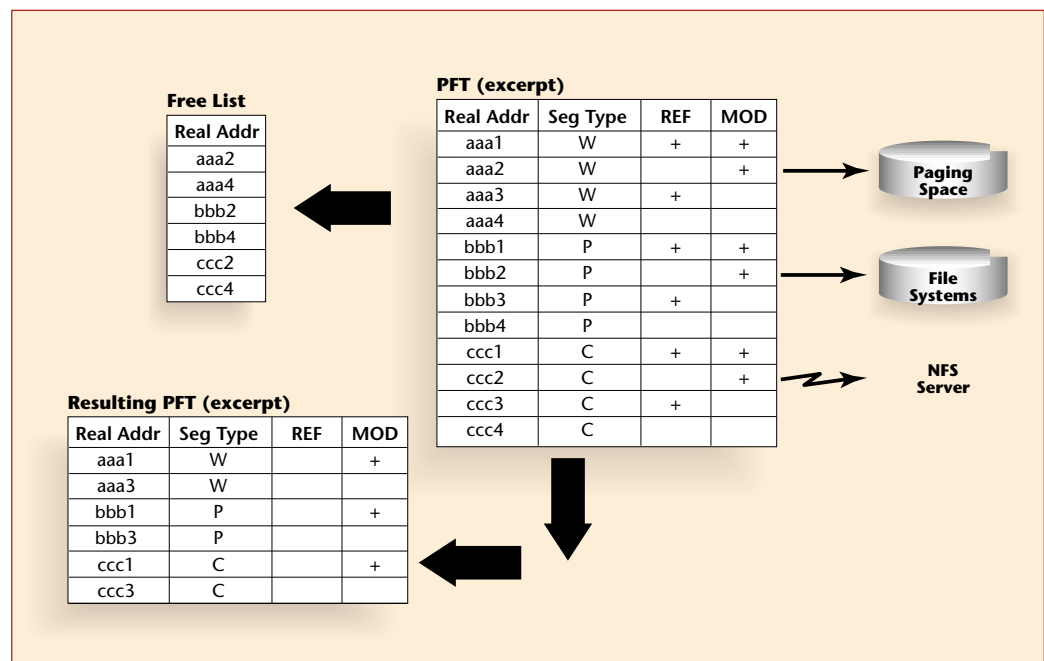 PFT (excerpt)
Real Addr Seg Type REF MOD
aaa1 W + +
aaa2 W +
aaa3 W +
aaa4 W
bbb1 P + +
bbb2 P +
bbb3 P +
bbb4 P
ccc1 C + +
ccc2 C +
ccc3 C +
ccc4 C
Free List
Real Addr
aaa2
aaa4
bbb2
bbb4
ccc2
ccc4
Paging
Space
File
Systems
NFS
Server
Resulting PFT (excerpt)
Real Addr Seg Type REF MOD
aaa1 W +
aaa3 W
bbb1 P +
bbb3 P
ccc1 C +
ccc3 C